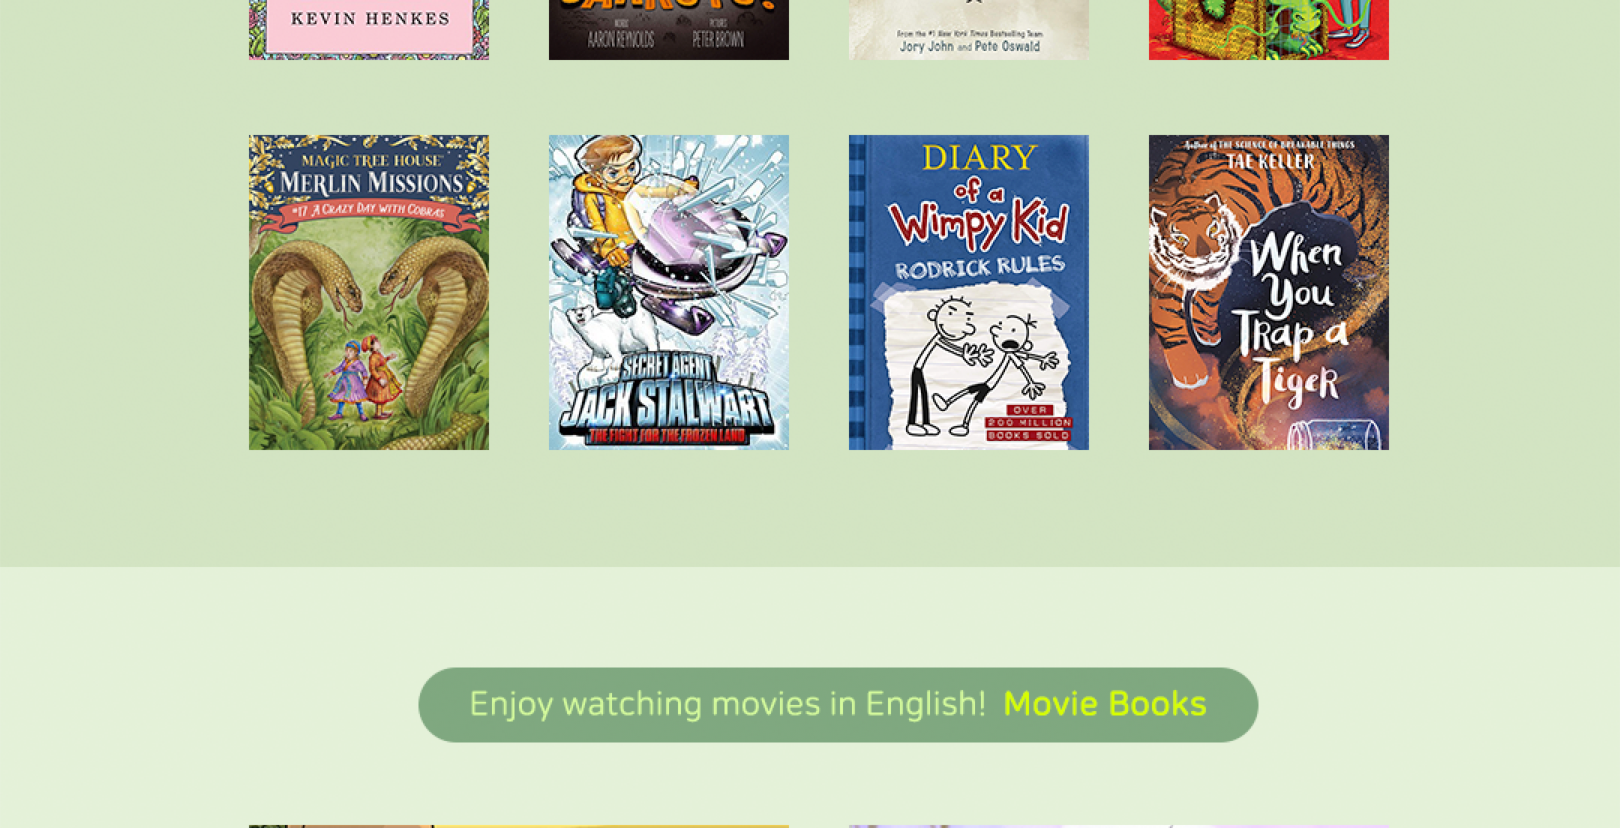 KEVIN HENKES
WORDS
AARON REYNOLDS
PICTURES
PETER BROWN
From the #1 New York Times Bestselling Team
Jory John and Pete Oswald
MAGIC TREE HOUSE
MERLIN MISSIONS
#17 A CRAZY DAY WITH COBRAS
SECRET AGENT
JACK STALWART
THE FIGHT FOR THE FROZEN LAND
DIARY
of a
Wimpy Kid
RODRICK RULES
OVER
200 MILLION
BOOKS SOLD
Author of THE SCIENCE OF BREAKABLE THINGS
TAE KELLER
When
You
TRap a
TigeR
Enjoy watching movies in English! Movie Books